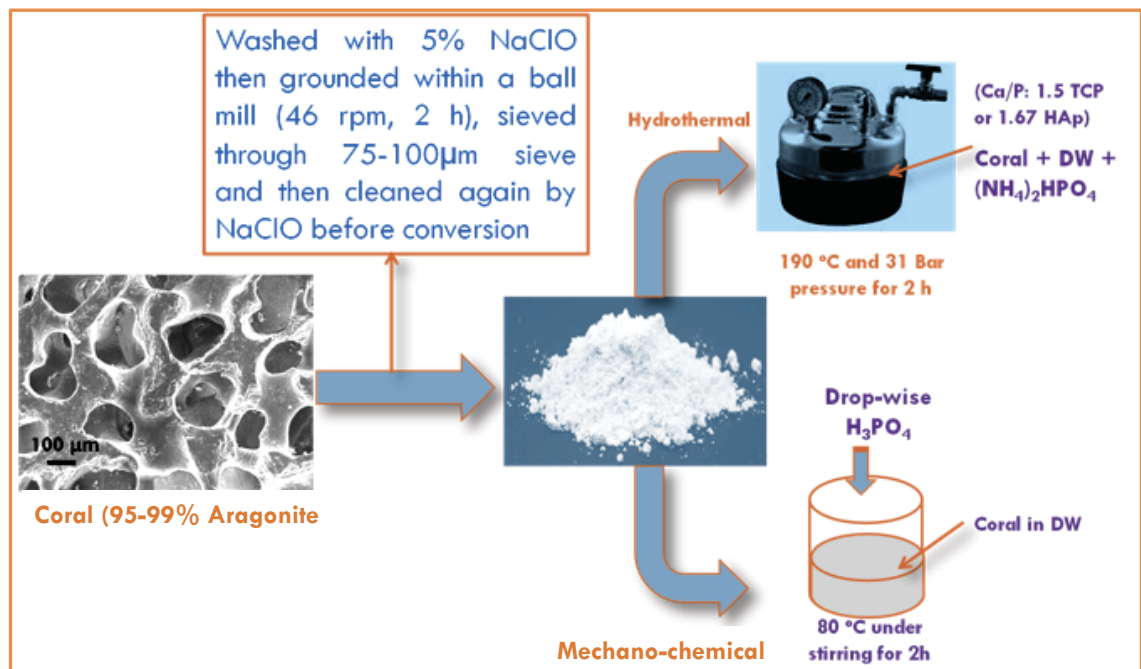 Washed with 5% NaClO
then grounded within a ball
mill (46 rpm, 2 h), sieved
through 75-100µm sieve
and then cleaned again by
NaClO before conversion
Hydrothermal
(Ca/P: 1.5 TCP
or 1.67 HAp)
Coral + DW +
(NH4)2HPO4
190 ºC and 31 Bar
pressure for 2 h
100 µm
Coral (95-99% Aragonite
Drop-wise
H3PO4
Coral in DW
80 ºC under
stirring for 2h
Mechano-chemical